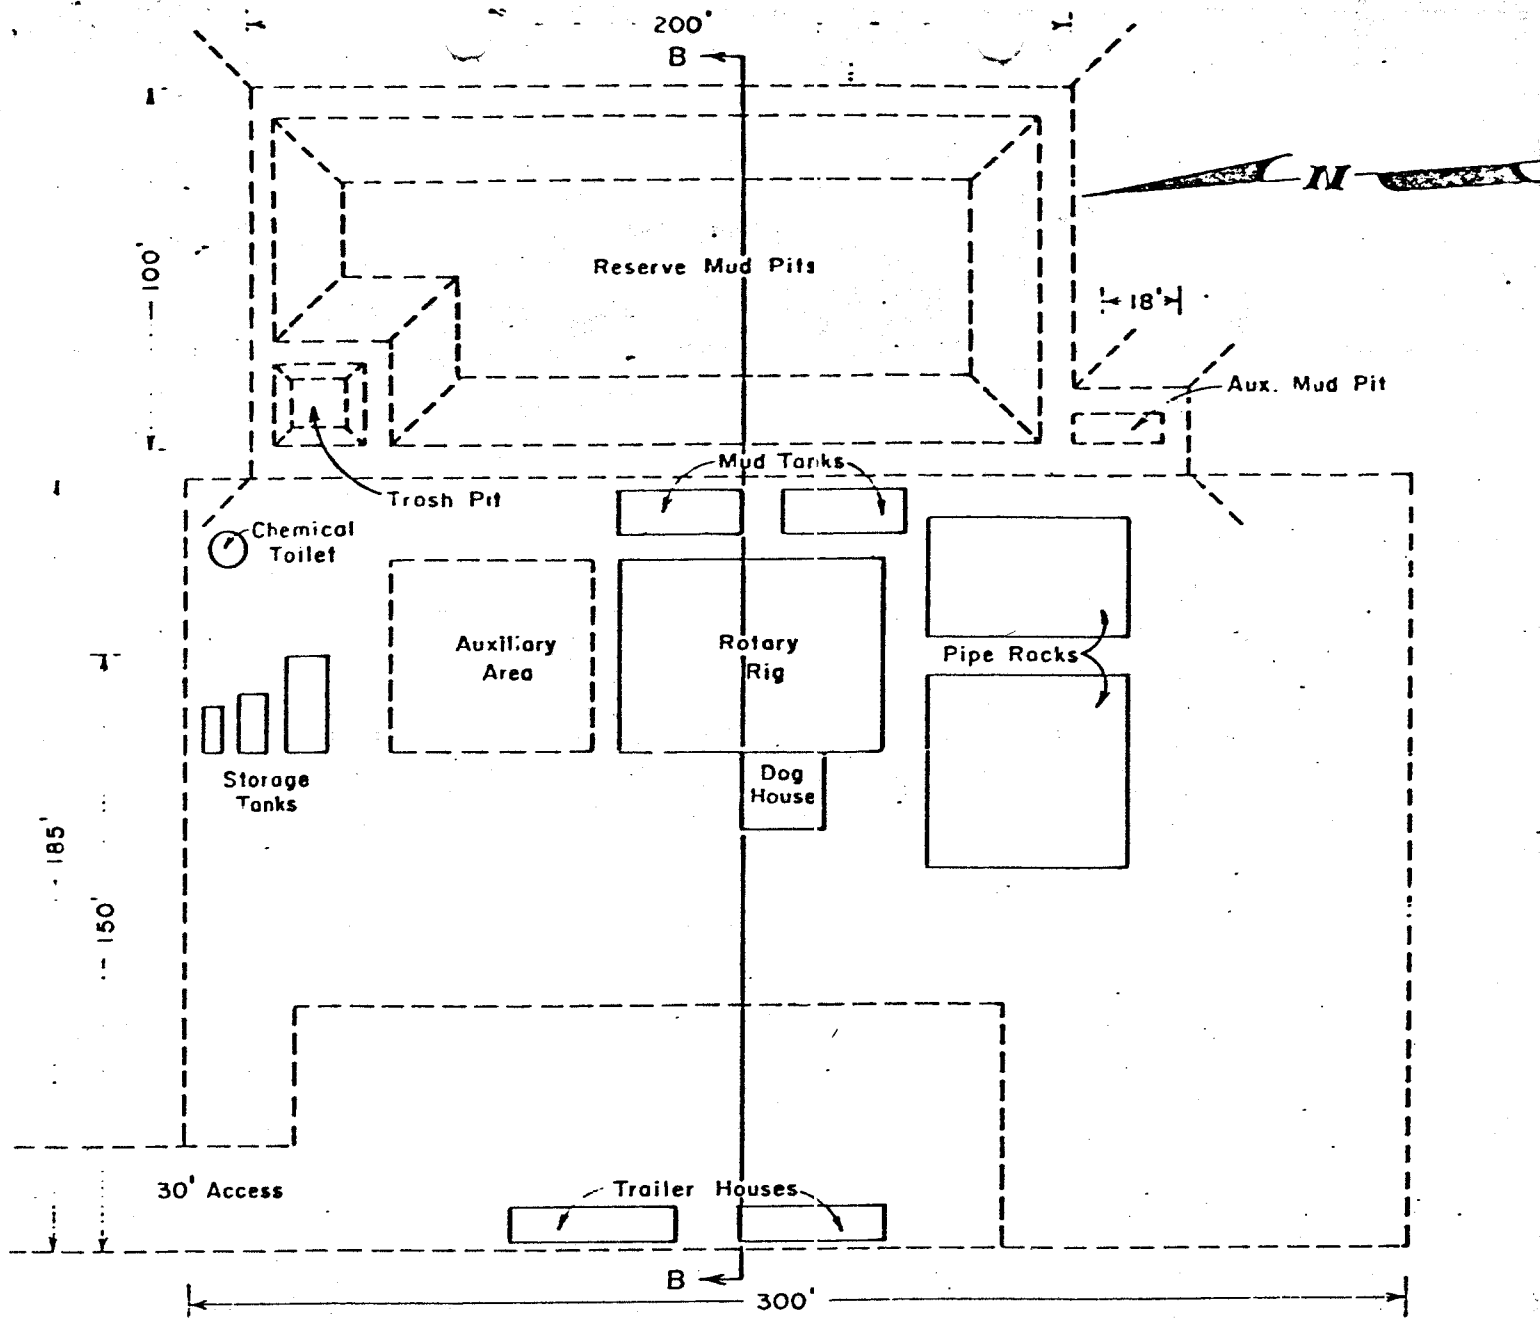 200'
B
N
100'
Reserve Mud Pits
18'
Aux. Mud Pit
Mud Tanks
Trash Pit
Chemical
Toilet
Auxiliary
Area
Rotary
Rig
Pipe Racks
Storage
Tanks
Dog
House
185'
150'
30' Access
Trailer Houses
B
300'